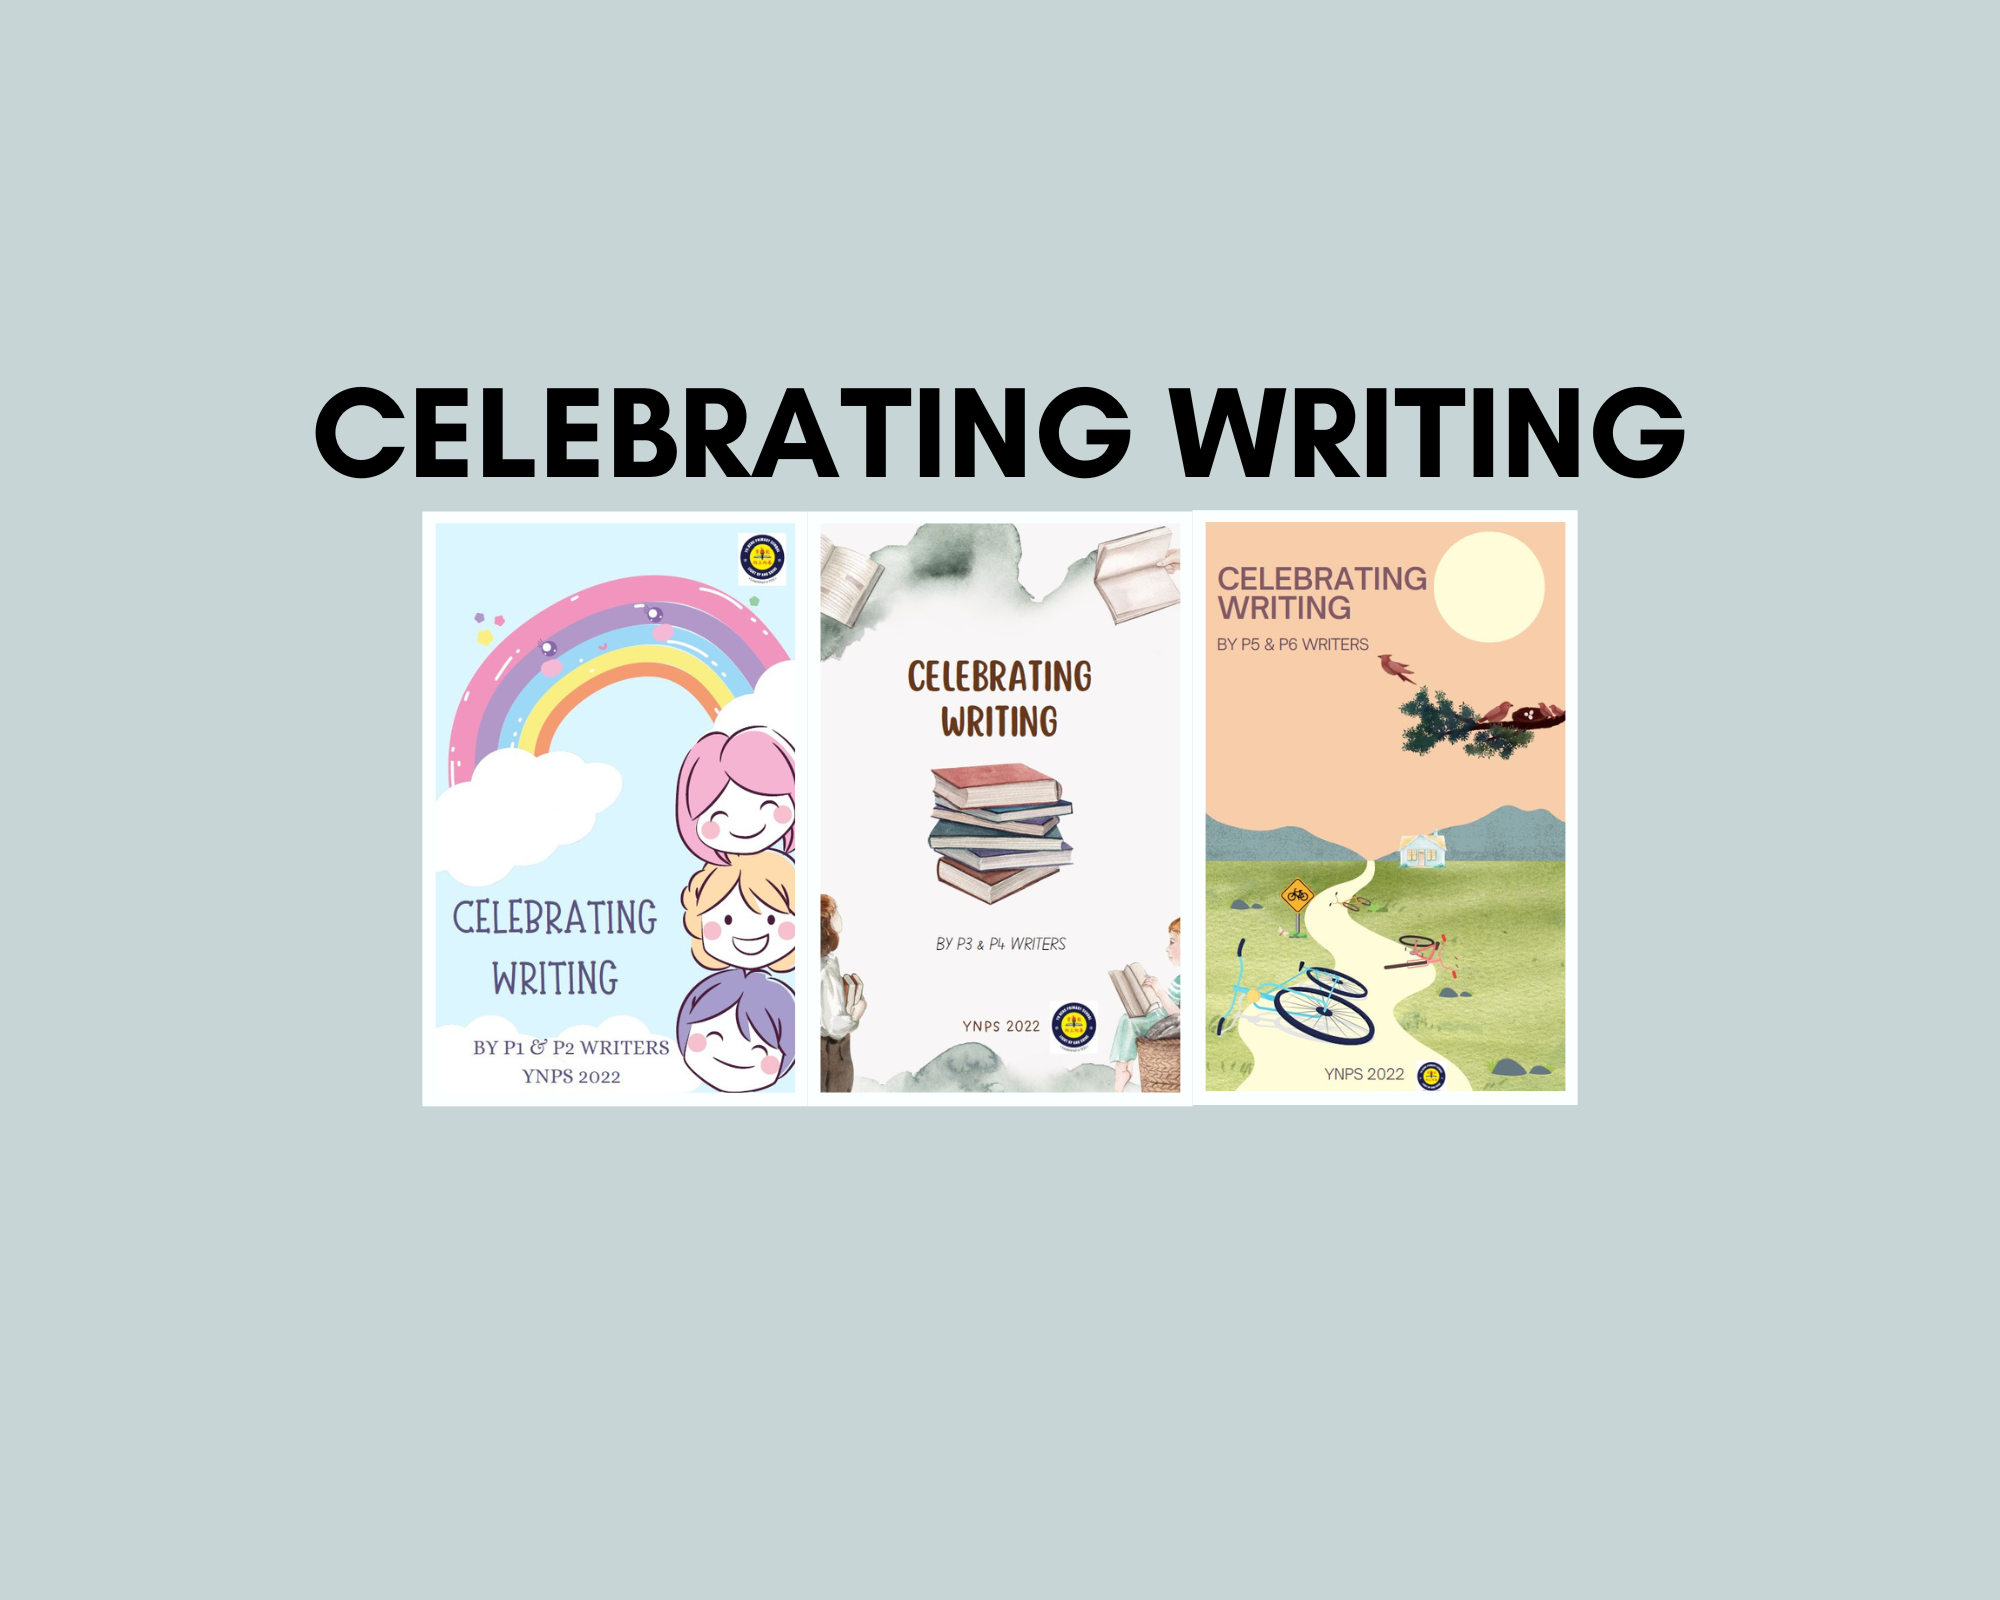 CELEBRATING WRITING
CELEBRATING
WRITING
BY P1 & P2 WRITERS
YNPS 2022
CELEBRATING
WRITING
BY P3 & P4 WRITERS
YNPS 2022
CELEBRATING
WRITING
BY P5 & P6 WRITERS
YNPS 2022